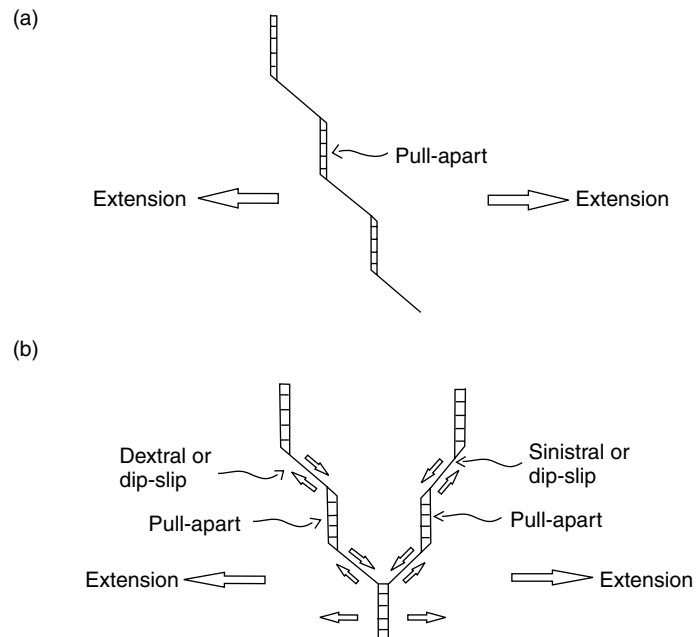 (a)
Pull-apart
Extension
Extension
(b)
Dextral or
dip-slip
Sinistral or
dip-slip
Pull-apart
Pull-apart
Extension
Extension